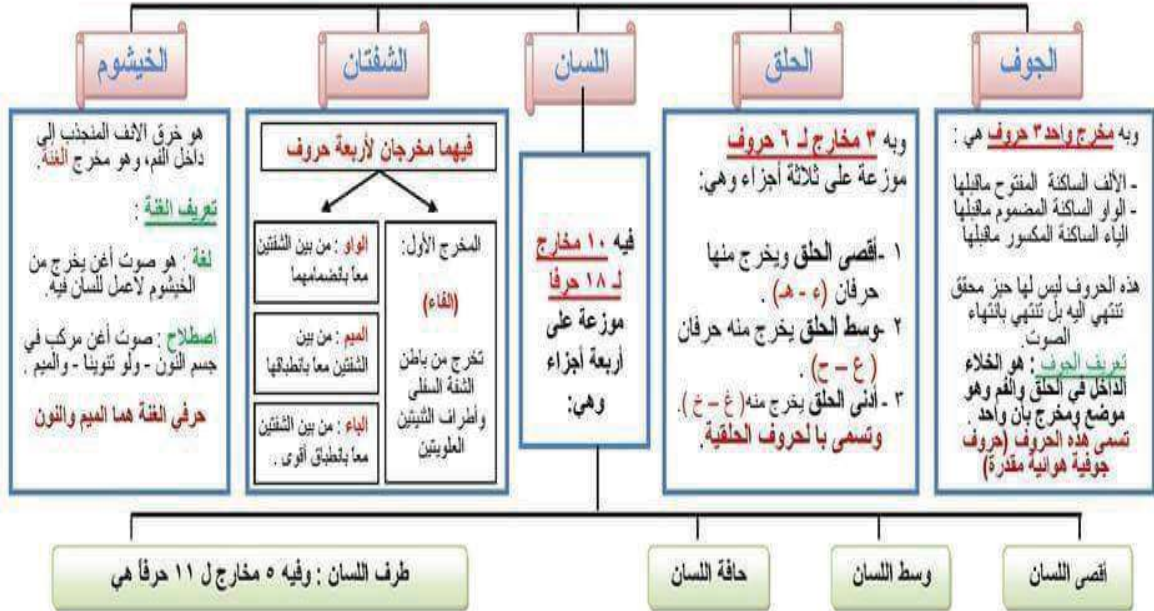 الجوف
الحلق
اللسان
الشفتان
الخيشوم
وبه مخرج واحد ٣ حروف هي :
- الألف الساكنة المفتوح ماقبلها
- الواو الساكنة المضموم ماقبلها
الياء الساكنة المكسور ماقبلها
هذه الحروف ليس لها حيز محقق
تنتهي اليه بل تنتهي بانتهاء
الصوت.
تعريف الجوف : هو الخلاء
الداخل في الحلق والفم وهو
موضع ومخرج بان واحد .
تسمى هذه الحروف (حروف
جوفية هوائية مقدرة)
وبه ٣ مخارج لـ ٦ حروف
موزعة على ثلاثة أجزاء وهي:
١ -أقصى الحلق ويخرج منها
حرفان (ء - هـ) .
٢ -وسط الحلق يخرج منه حرفان
( ع – ح) .
٣ - أدنى الحلق يخرج منه( غ – خ ).
وتسمى با لحروف الحلقية.
فيه ١٠ مخارج
لـ ١٨ حرفا
موزعة على
أربعة أجزاء
وهي:
فيهما مخرجان لأربعة حروف
المخرج الأول:
(الفاء)
تخرج من باطن
الشفة السفلى
وأطراف الثنيتين
العلويتين
الواو : من بين الشفتين
معا بانضمامهما
الميم : من بين
الشفتين معا بانطباقها
الباء : من بين الشفتين
معا بانطباق أقوى .
هو خرق الانف المنجذب إلى
داخل الفم، وهو مخرج الغنة.
تعريف الغنة :
لغة : هو صوت أغن يخرج من
الخيشوم لاعمل للسان فيه.
اصطلاح : صوت أغن مركب في
جسم النون - ولو تنوينا - والميم .
حرفي الغنة هما الميم والنون
أقصى اللسان
وسط اللسان
حافة اللسان
طرف اللسان : وفيه ٥ مخارج ل ١١ حرفا هي